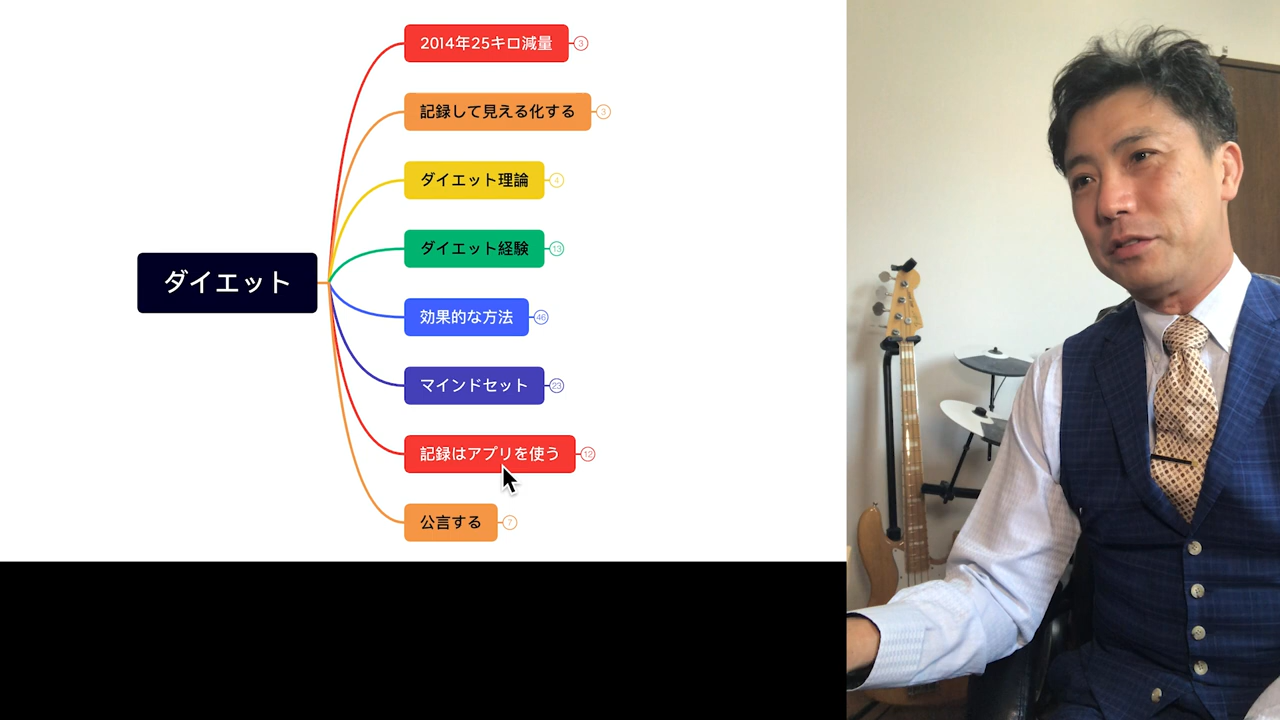 2014年25キロ減量 3
記録して見える化する 3
ダイエット理論 4
ダイエット経験 13
ダイエット
効果的な方法 46
マインドセット 23
記録はアプリを使う 12
公言する 7